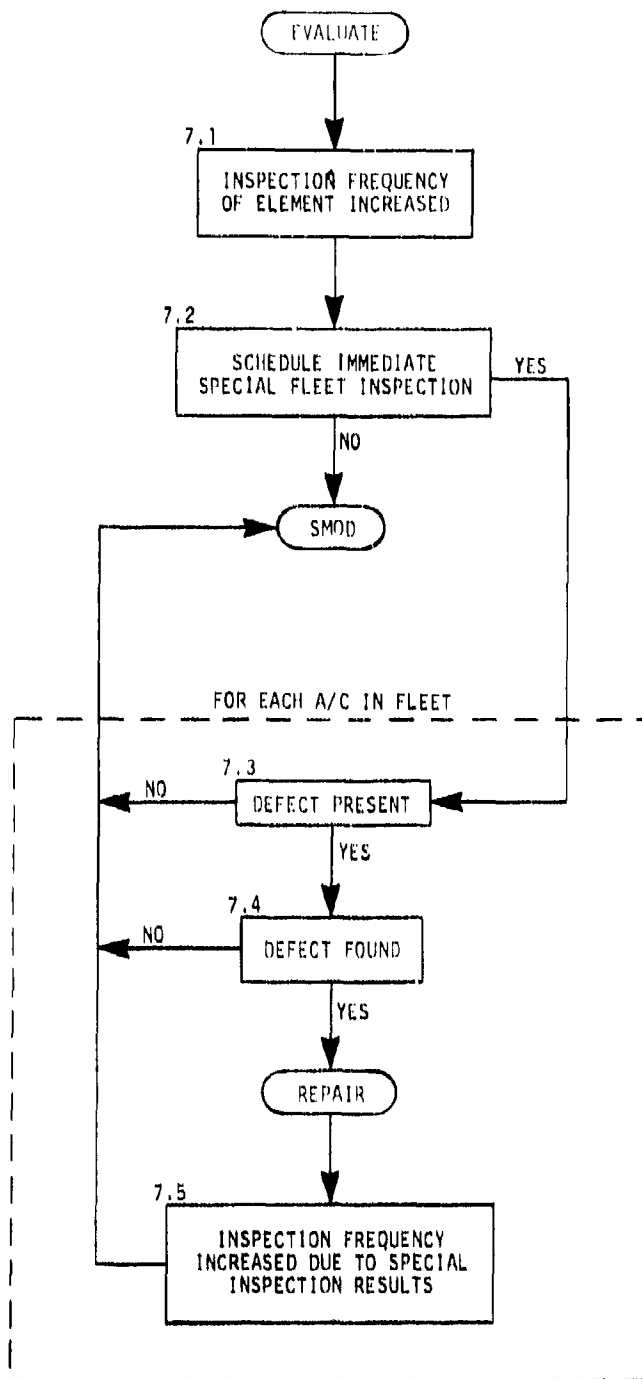 EVALUATE
7.1
INSPECTION FREQUENCY
OF ELEMENT INCREASED
7.2
SCHEDULE IMMEDIATE
SPECIAL FLEET INSPECTION
YES
NO
SMOD
FOR EACH A/C IN FLEET
7.3
NO
DEFECT PRESENT
YES
7.4
NO
DEFECT FOUND
YES
REPAIR
7.5
INSPECTION FREQUENCY
INCREASED DUE TO SPECIAL
INSPECTION RESULTS